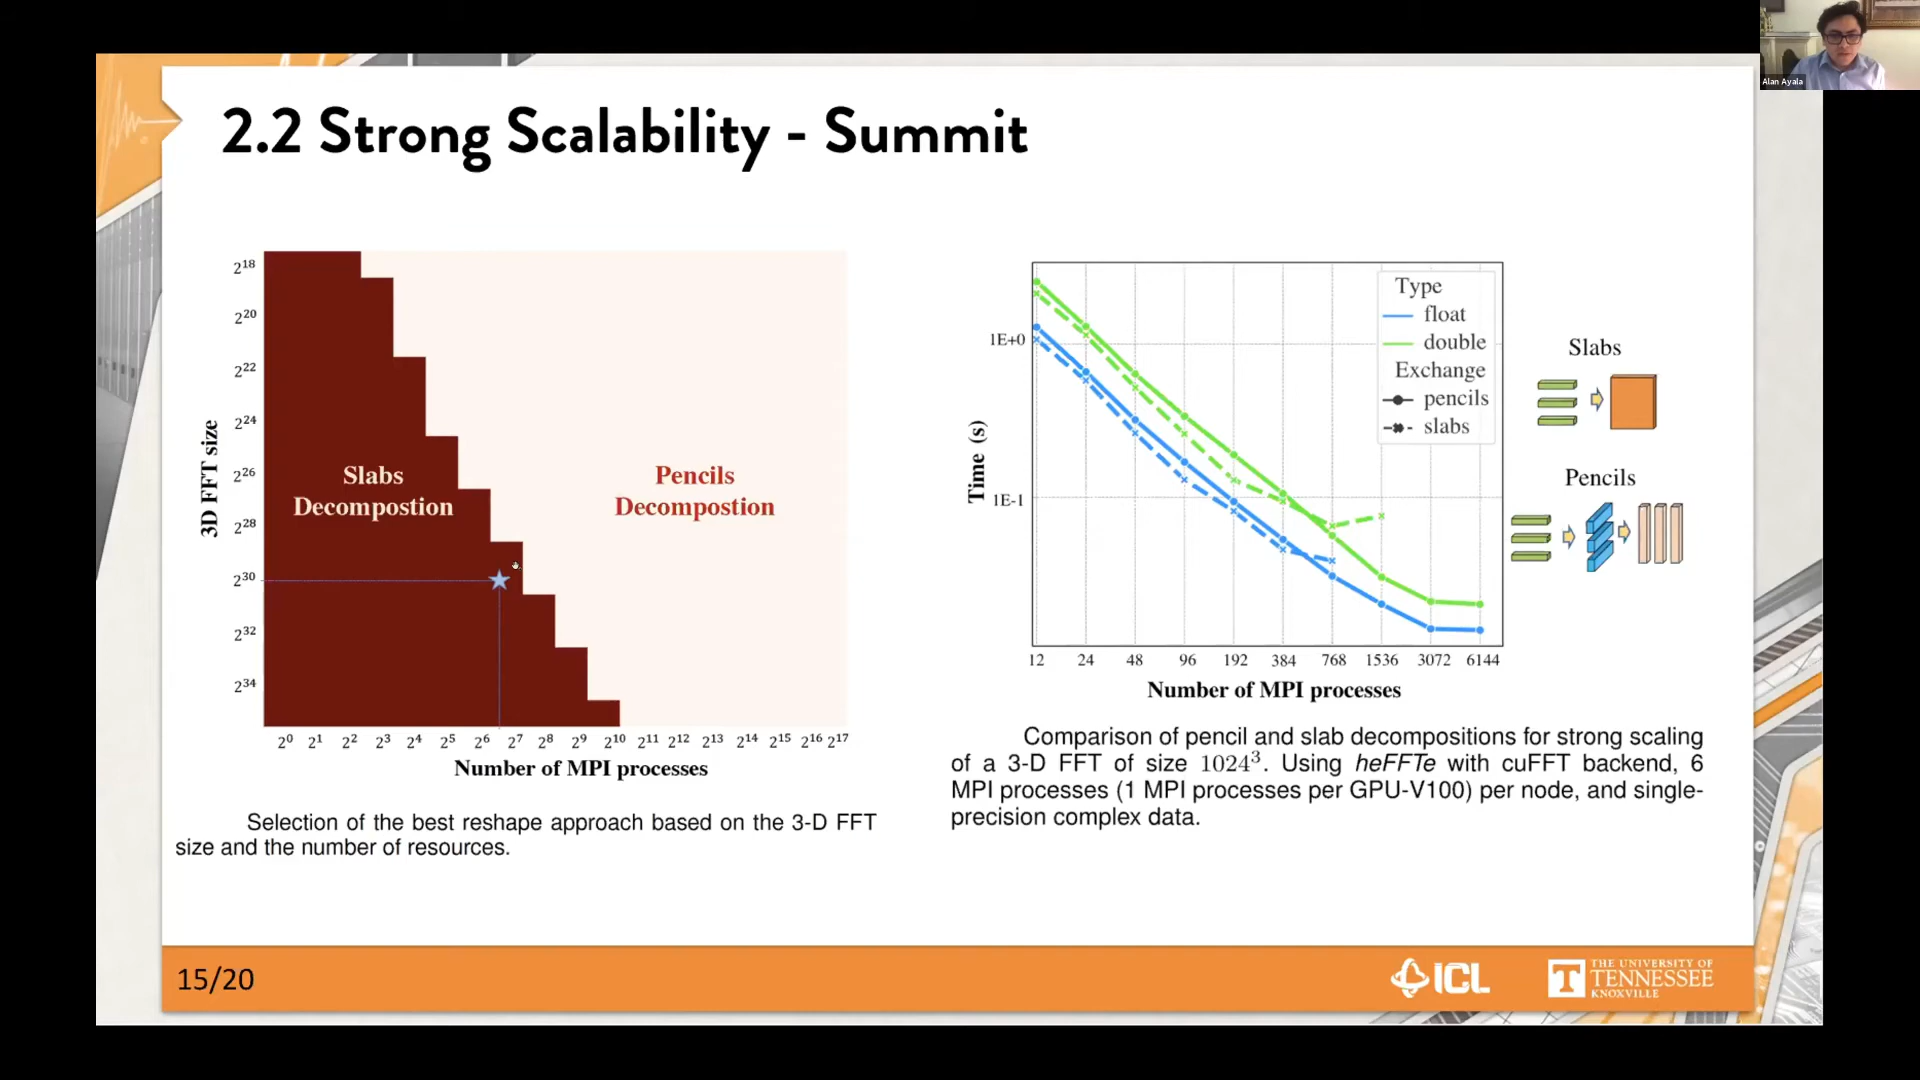 Alan Ayala
2.2 Strong Scalability - Summit
3D FFT size
2^18
2^20
2^22
2^24
2^26
2^28
2^30
2^32
2^34
Slabs
Decompostion
Pencils
Decompostion
2^0 2^1 2^2 2^3 2^4 2^5 2^6 2^7 2^8 2^9 2^10 2^11 2^12 2^13 2^14 2^15 2^16 2^17
Number of MPI processes
Selection of the best reshape approach based on the 3-D FFT
size and the number of resources.
Time (s)
1E+0
1E-1
Type
float
double
Exchange
pencils
slabs
12 24 48 96 192 384 768 1536 3072 6144
Number of MPI processes
Slabs
Pencils
Comparison of pencil and slab decompositions for strong scaling
of a 3-D FFT of size 1024^3. Using heFFTe with cuFFT backend, 6
MPI processes (1 MPI processes per GPU-V100) per node, and single-
precision complex data.
15/20
ICL
T
THE UNIVERSITY OF
TENNESSEE
KNOXVILLE